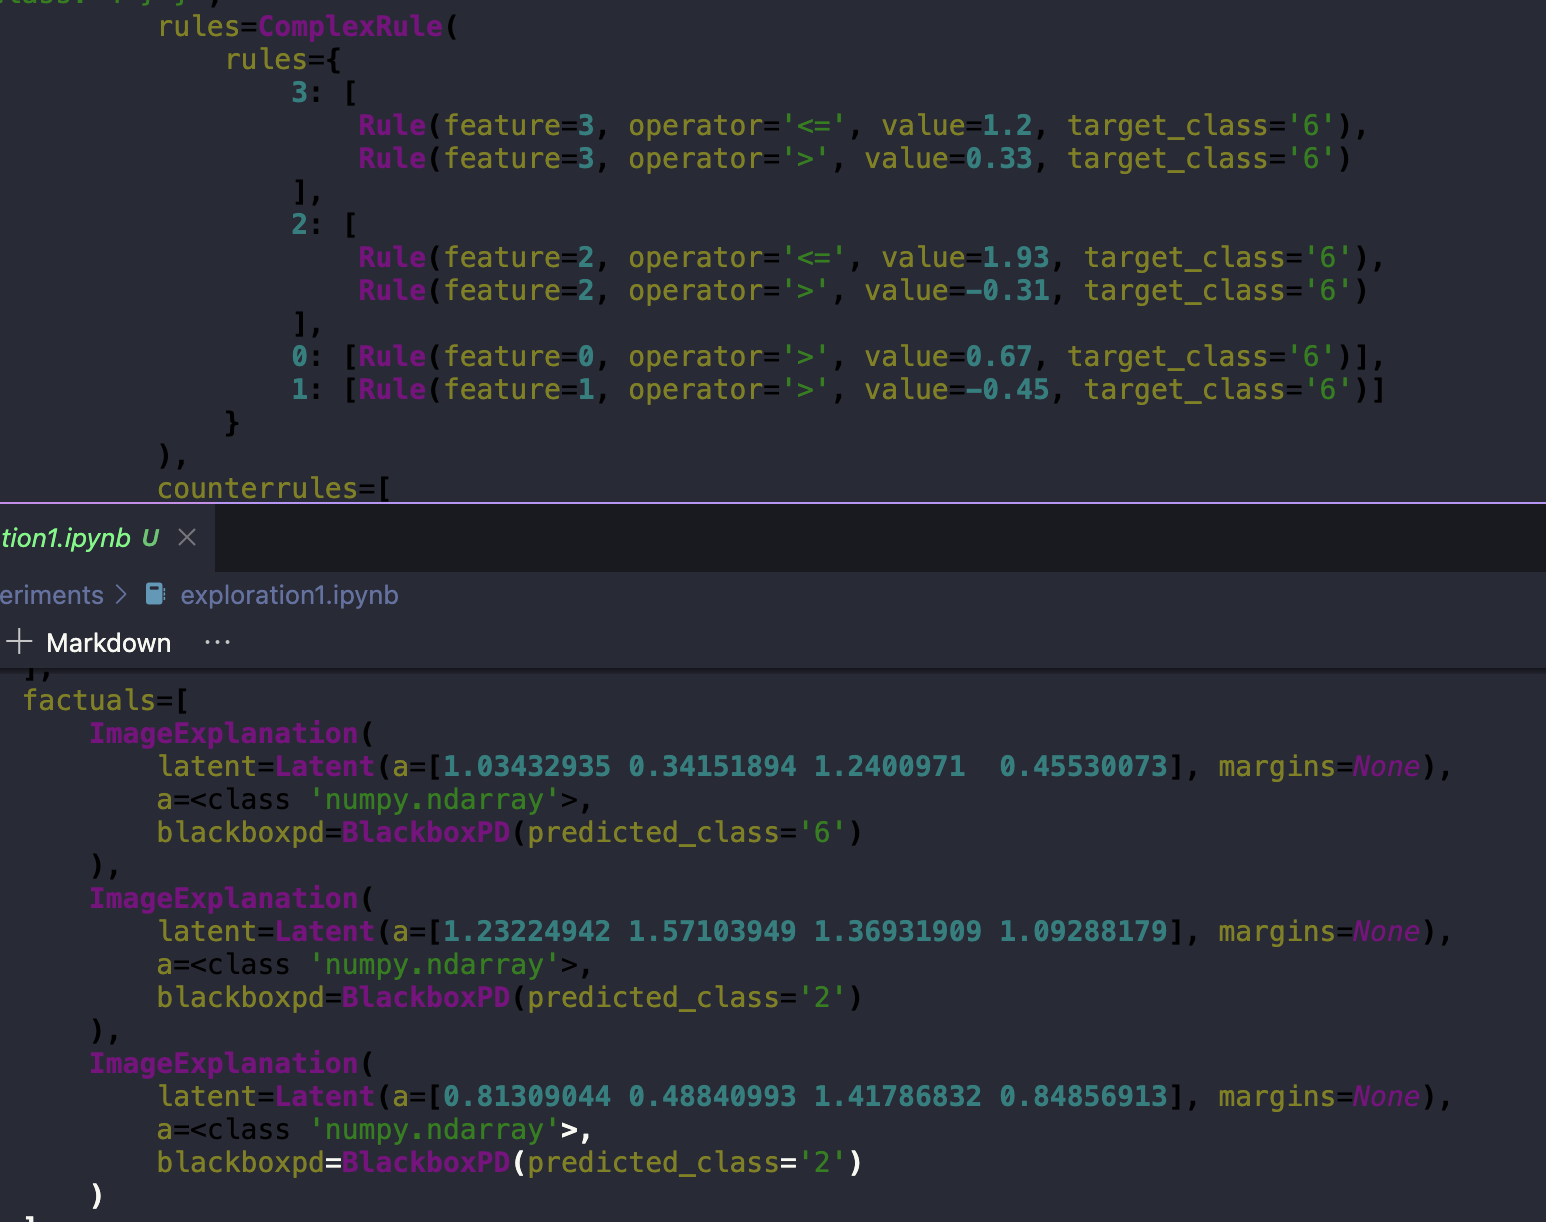 rules=ComplexRule(
rules={
3: [
Rule(feature=3, operator='<=', value=1.2, target_class='6'),
Rule(feature=3, operator='>', value=0.33, target_class='6')
],
2: [
Rule(feature=2, operator='<=', value=1.93, target_class='6'),
Rule(feature=2, operator='>', value=-0.31, target_class='6')
],
0: [Rule(feature=0, operator='>', value=0.67, target_class='6')],
1: [Rule(feature=1, operator='>', value=-0.45, target_class='6')]
}
),
counterrules=[
tion1.ipynb U
eriments > exploration1.ipynb
+ Markdown ...
],
factuals=[
ImageExplanation(
latent=Latent(a=[1.03432935 0.34151894 1.2400971  0.45530073], margins=None),
a=<class 'numpy.ndarray'>,
blackboxpd=BlackboxPD(predicted_class='6')
),
ImageExplanation(
latent=Latent(a=[1.23224942 1.57103949 1.36931909 1.09288179], margins=None),
a=<class 'numpy.ndarray'>,
blackboxpd=BlackboxPD(predicted_class='2')
),
ImageExplanation(
latent=Latent(a=[0.81309044 0.48840993 1.41786832 0.84856913], margins=None),
a=<class 'numpy.ndarray'>,
blackboxpd=BlackboxPD(predicted_class='2')
)